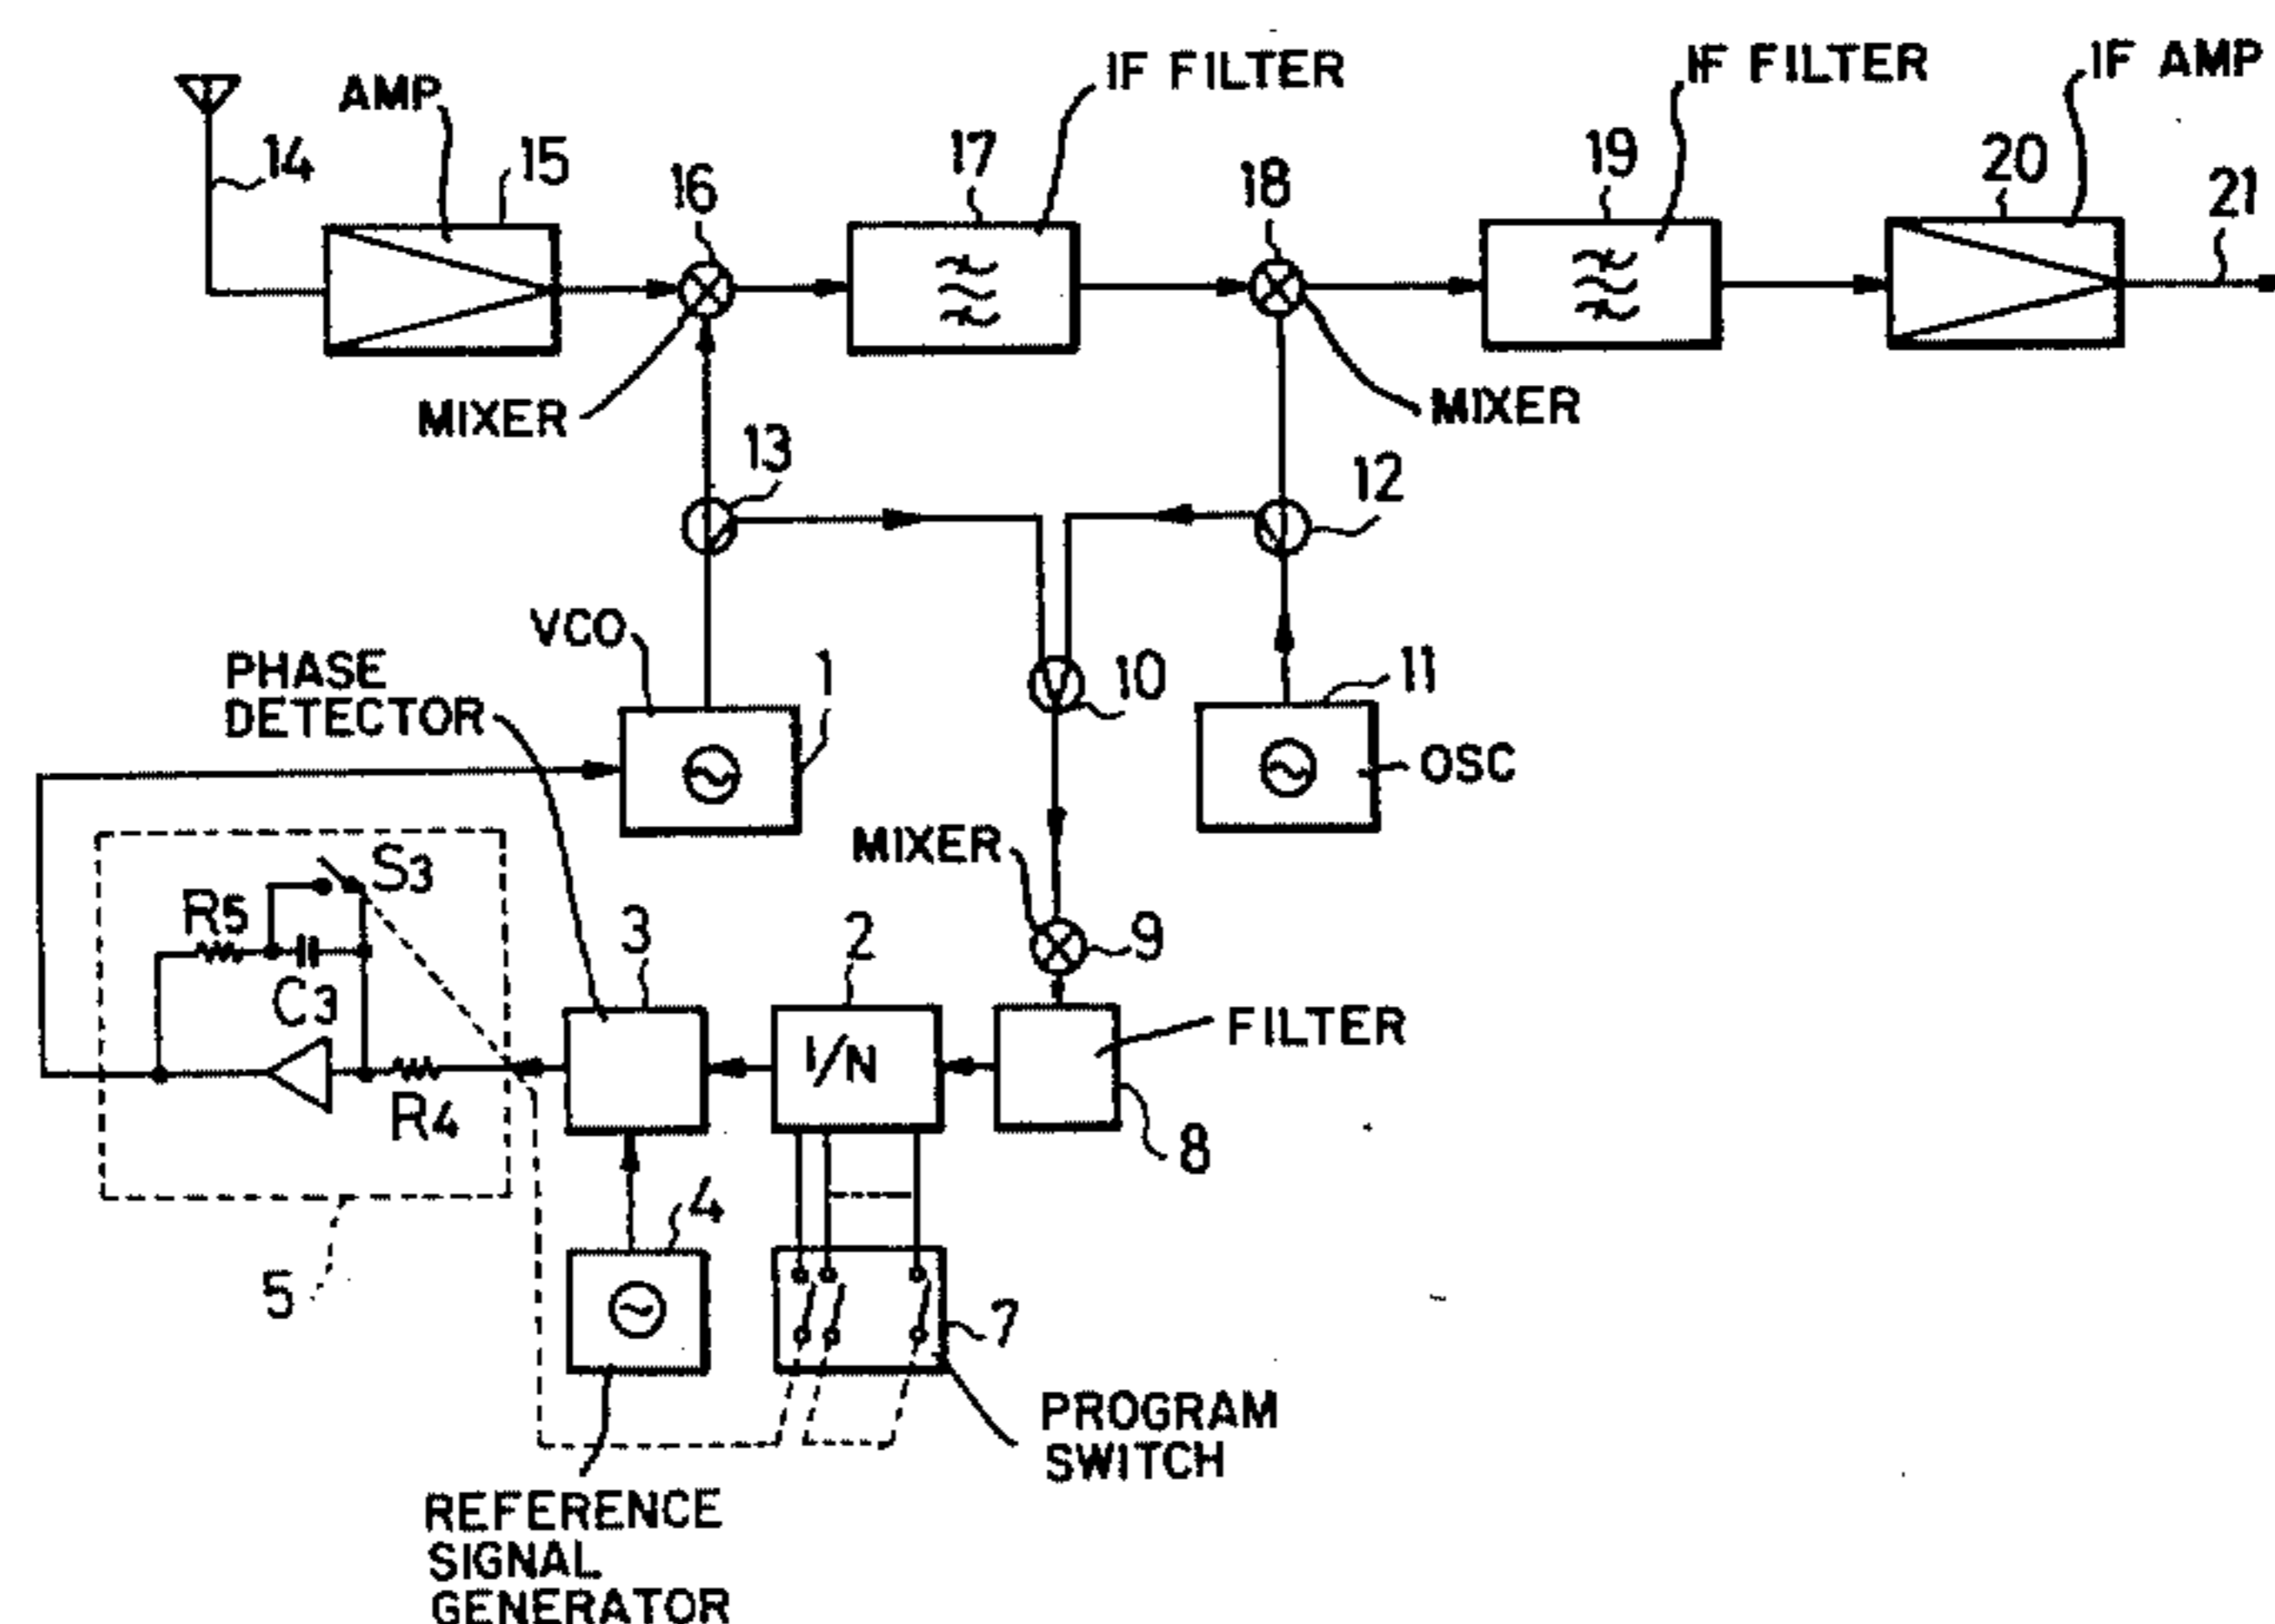 IF FILTER
IF FILTER
IF AMP
AMP
14
15
16
17
18
19
20
21
MIXER
MIXER
13
12
VCO
1
PHASE
DETECTOR
10
11
OSC
MIXER
S3
R5
C3
3
2
9
FILTER
1/N
R4
8
4
5
7
PROGRAM
SWITCH
REFERENCE
SIGNAL
GENERATOR